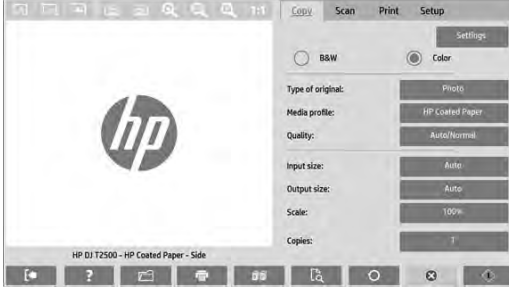 1:1
Copy Scan Print Setup
Settings
B&W Color
Type of original: Photo
Media profile: HP Coated Paper
Quality: Auto/Normal
hp
Input size: Auto
Output size: Auto
Scale: 100%
Copies: 1
HP DJ T2500 - HP Coated Paper - Side
?